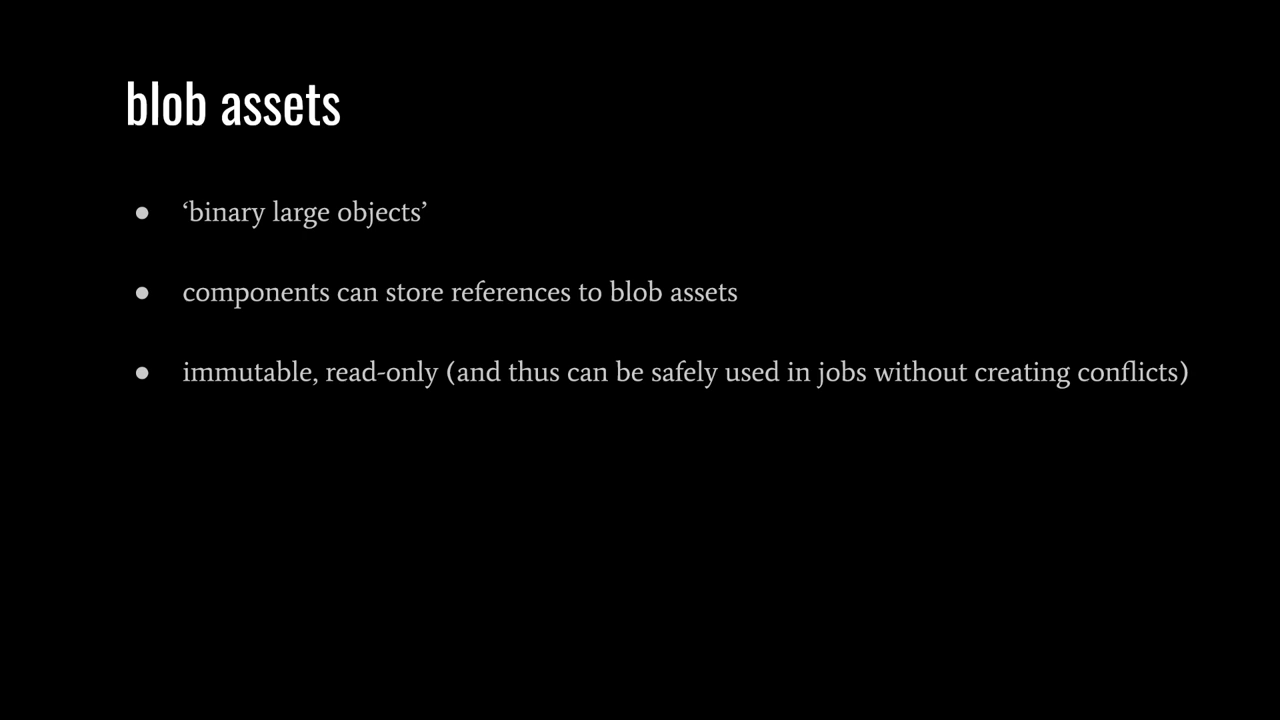 blob assets
● ‘binary large objects’
● components can store references to blob assets
● immutable, read-only (and thus can be safely used in jobs without creating conflicts)